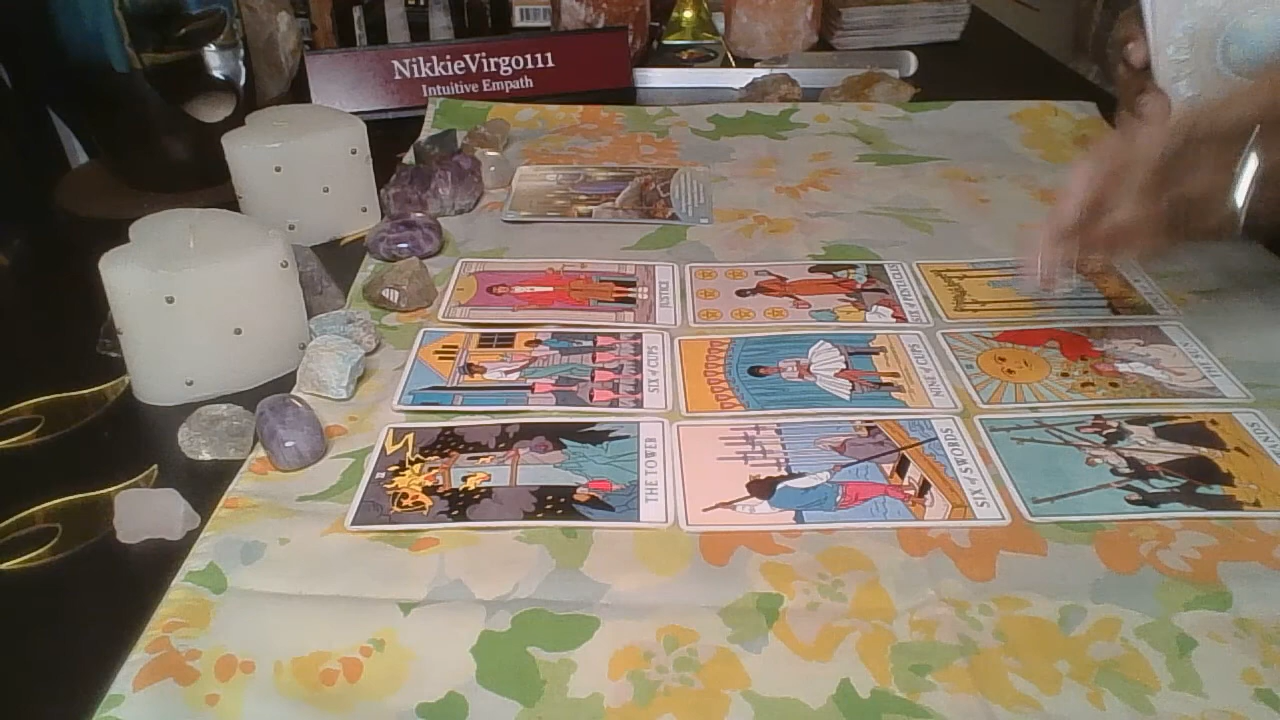 NikkieVirgo111
Intuitive Empath
JUSTICE
SIX of PENTACLES
SIX of CUPS
NINE of CUPS
THE SUN
THE TOWER
SIX of SWORDS